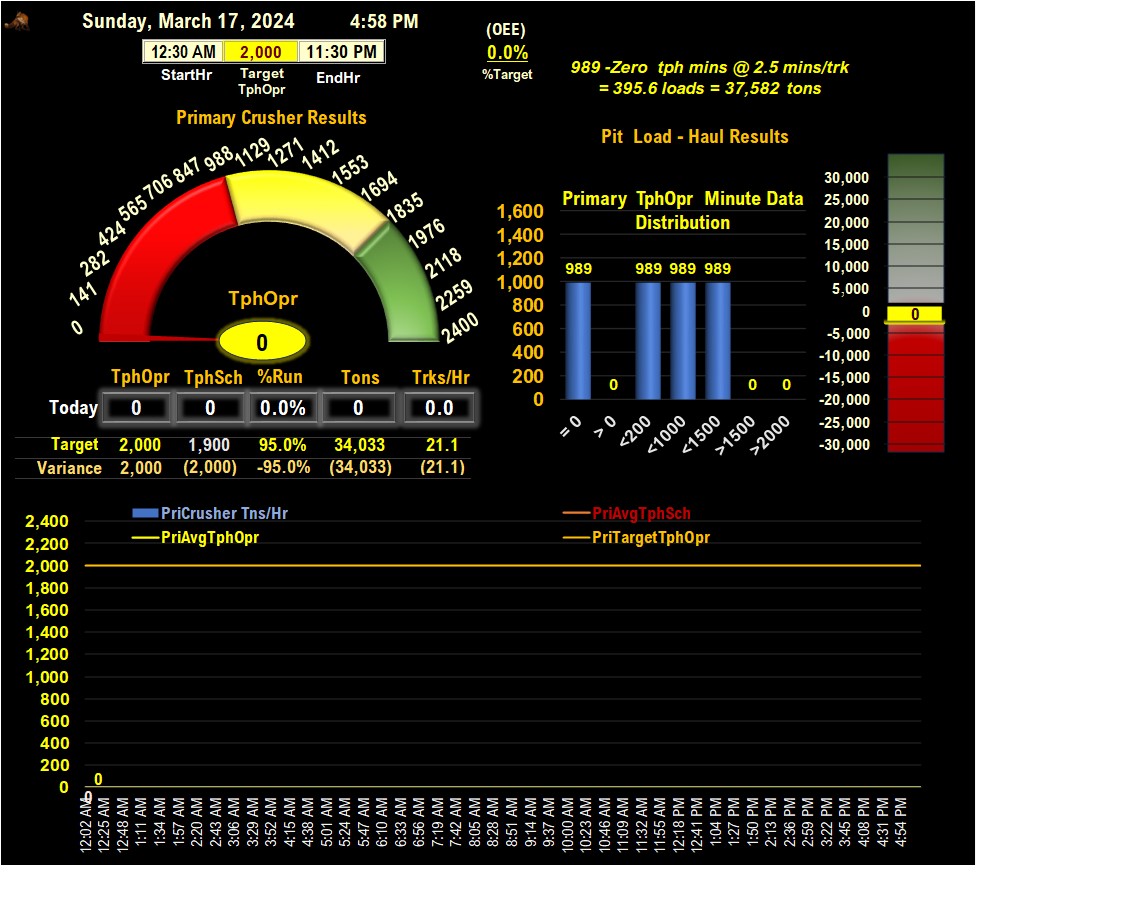 Sunday, March 17, 2024 4:58 PM
12:30 AM 2,000 11:30 PM
StartHr Target TphOpr EndHr
(OEE)
0.0%
%Target
989 -Zero tph mins @ 2.5 mins/trk
= 395.6 loads = 37,582 tons
Primary Crusher Results
0
141
282
424
565
706
847
988
1129
1271
1412
1553
1694
1835
1976
2118
2259
2400
TphOpr
0
Pit Load - Haul Results
Primary TphOpr Minute Data
Distribution
1,600
1,400
1,200
1,000
800
600
400
200
0
989 0 989 989 989 0 0
= 0 > 0 <200 <1000 <1500 >1500 >2000
30,000
25,000
20,000
15,000
10,000
5,000
0
-5,000
-10,000
-15,000
-20,000
-25,000
-30,000
0
TphOpr TphSch %Run Tons Trks/Hr
Today 0 0 0.0% 0 0.0
Target 2,000 1,900 95.0% 34,033 21.1
Variance 2,000 (2,000) -95.0% (34,033) (21.1)
PriCrusher Tns/Hr PriAvgTphSch
PriAvgTphOpr PriTargetTphOpr
2,400
2,200
2,000
1,800
1,600
1,400
1,200
1,000
800
600
400
200
0
0
0
12:02 AM
12:25 AM
12:48 AM
1:11 AM
1:34 AM
1:57 AM
2:20 AM
2:43 AM
3:06 AM
3:29 AM
3:52 AM
4:15 AM
4:38 AM
5:01 AM
5:24 AM
5:47 AM
6:10 AM
6:33 AM
6:56 AM
7:19 AM
7:42 AM
8:05 AM
8:28 AM
8:51 AM
9:14 AM
9:37 AM
10:00 AM
10:23 AM
10:46 AM
11:09 AM
11:32 AM
11:55 AM
12:18 PM
12:41 PM
1:04 PM
1:27 PM
1:50 PM
2:13 PM
2:36 PM
2:59 PM
3:22 PM
3:45 PM
4:08 PM
4:31 PM
4:54 PM